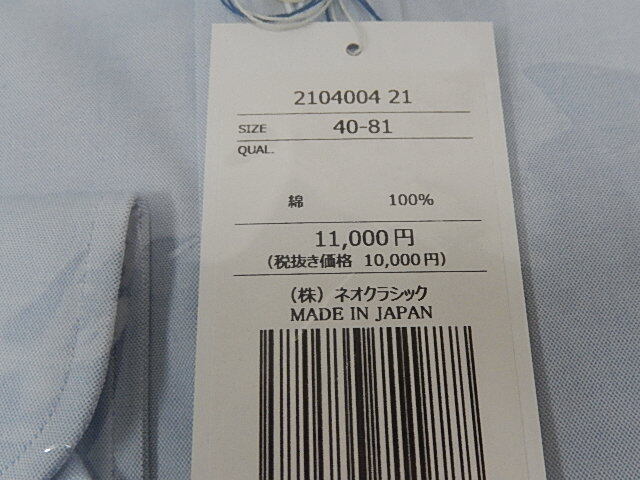 2104004 21
SIZE 40-81
QUAL.
綿 100%
11,000円
(税抜き価格 10,000円)
(株) ネオクラシック
MADE IN JAPAN